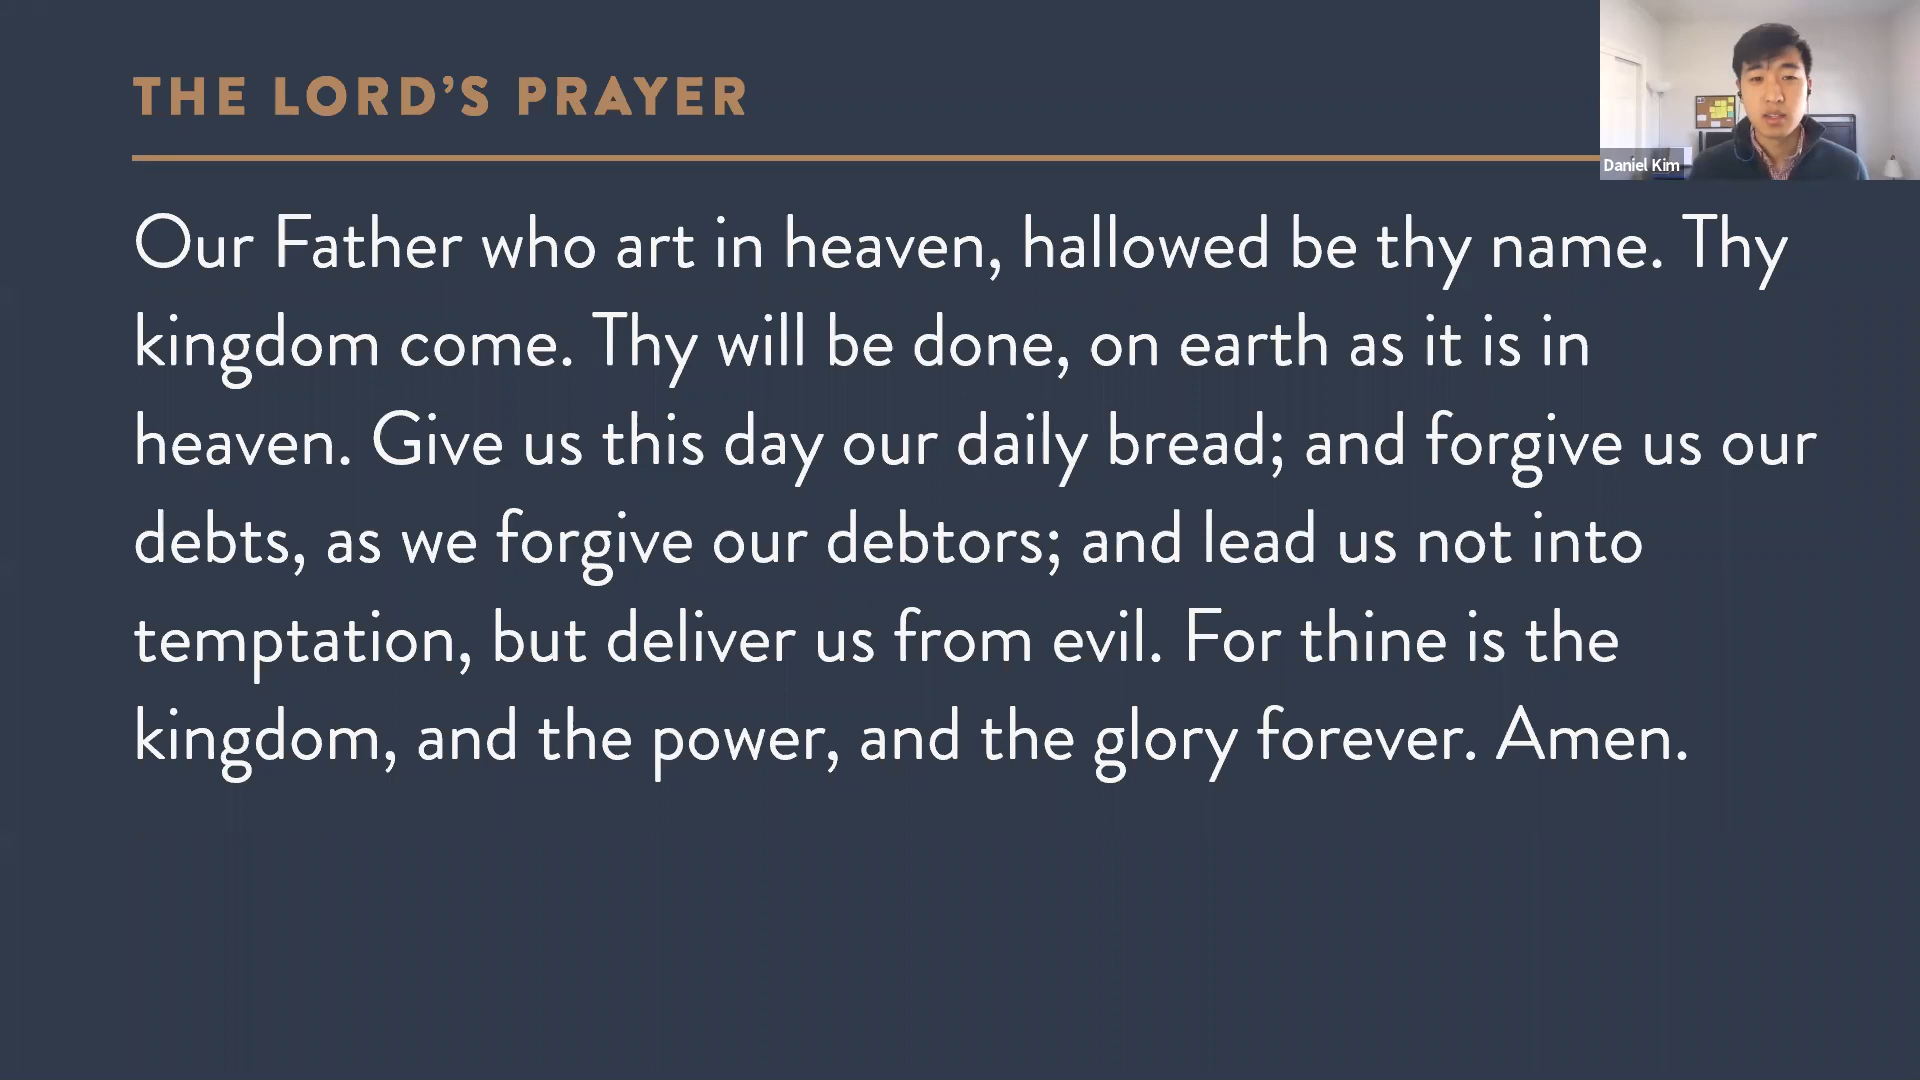 THE LORD’S PRAYER
Daniel Kim
Our Father who art in heaven, hallowed be thy name. Thy
kingdom come. Thy will be done, on earth as it is in
heaven. Give us this day our daily bread; and forgive us our
debts, as we forgive our debtors; and lead us not into
temptation, but deliver us from evil. For thine is the
kingdom, and the power, and the glory forever. Amen.